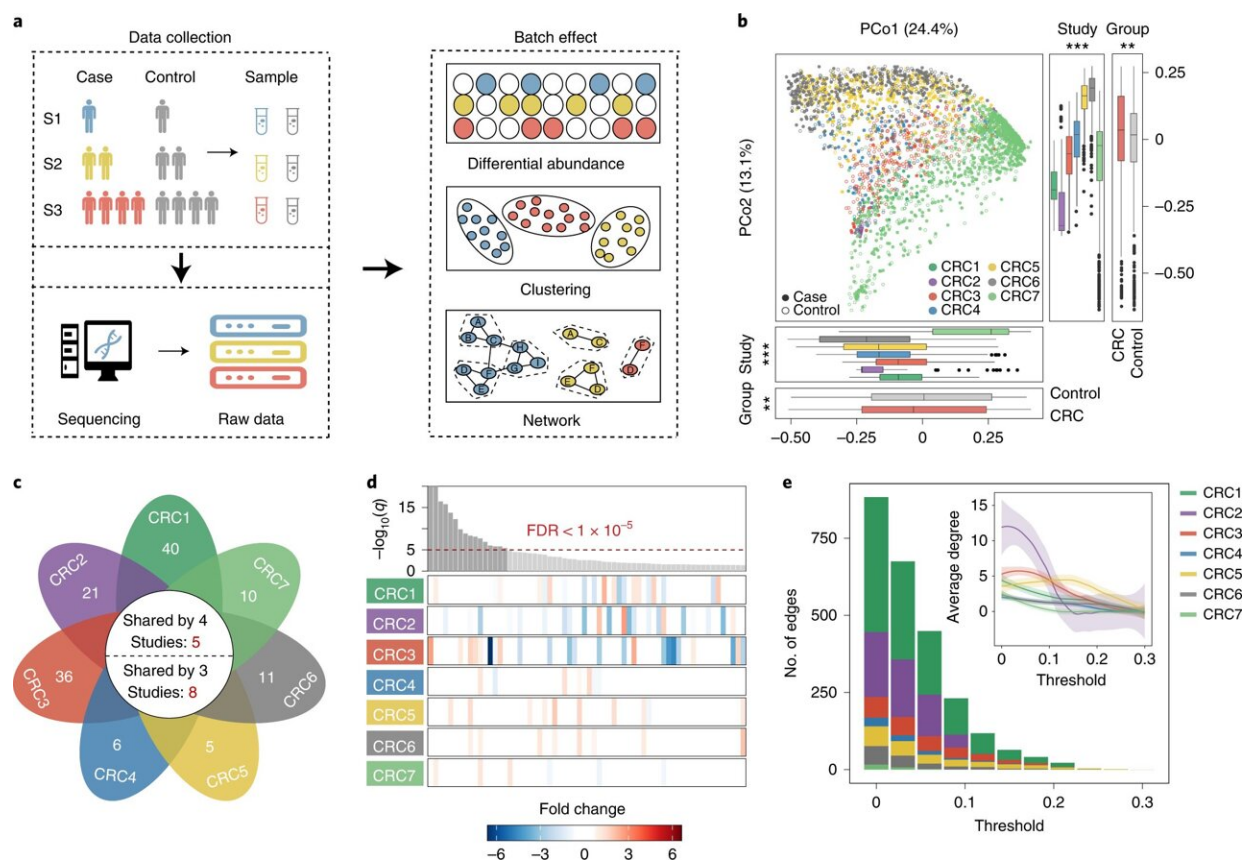 a
Data collection
Case Control Sample
S1
S2
S3
Sequencing Raw data
Batch effect
Differential abundance
Clustering
A
B C H
G I
D F
E
A
C
F
E D
F
D
Network
b
PCo1 (24.4%)
Study Group
*** **
PCo2 (13.1%)
0.25
0
−0.25
−0.50
CRC1 CRC5
CRC2 CRC6
CRC3 CRC7
CRC4
Case
Control
CRC
Control
Study
***
Group
**
Control
CRC
−0.50 −0.25 0 0.25
c
CRC1
40
CRC7
10
CRC6
11
CRC5
5
CRC4
6
CRC3
36
CRC2
21
Shared by 4
Studies: 5
Shared by 3
Studies: 8
d
−log10(q)
15
5
0
FDR < 1 × 10−5
CRC1
CRC2
CRC3
CRC4
CRC5
CRC6
CRC7
Fold change
−6 −3 0 3 6
e
No. of edges
750
500
250
0
0 0.1 0.2 0.3
Threshold
Average degree
15
10
5
0
0 0.1 0.2 0.3
Threshold
CRC1
CRC2
CRC3
CRC4
CRC5
CRC6
CRC7